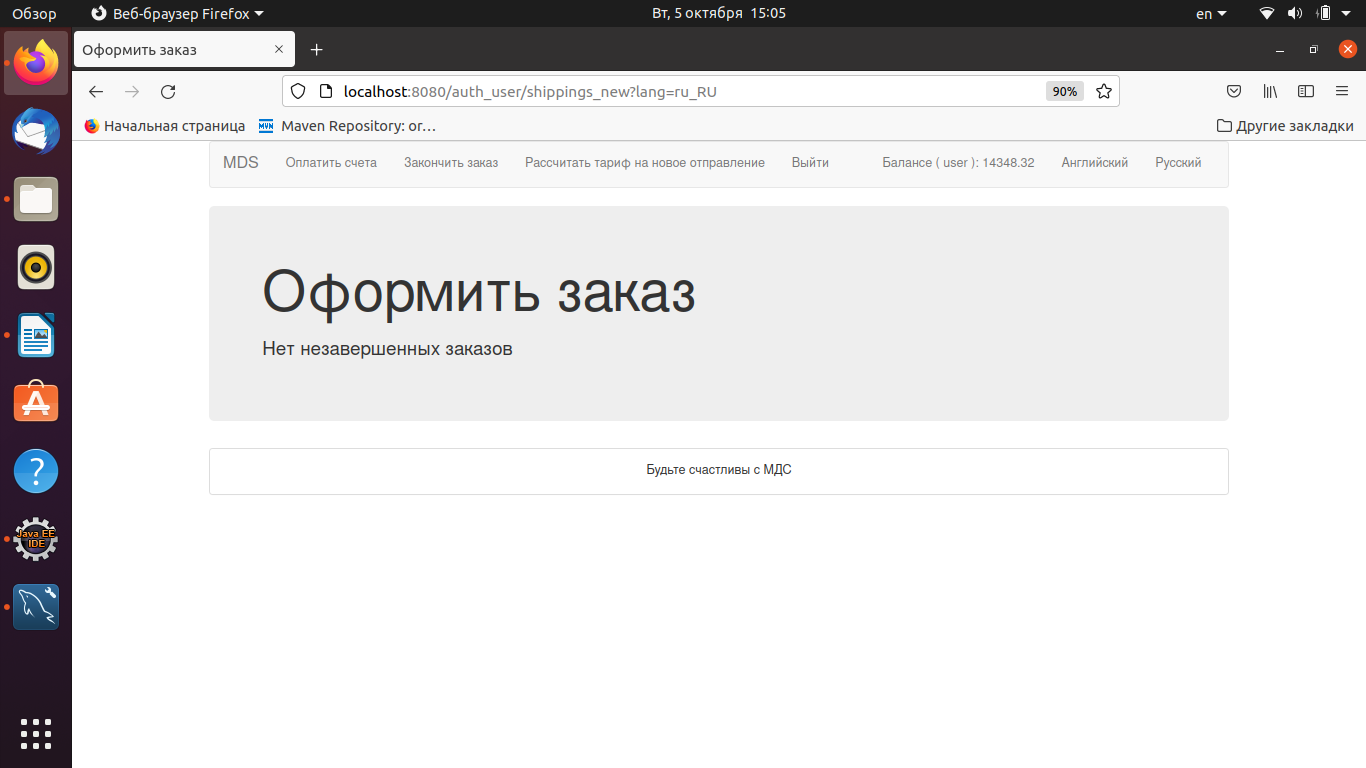 Обзор
Веб-браузер Firefox
Вт, 5 октября 15:05
en
Оформить заказ
localhost:8080/auth_user/shippings_new?lang=ru_RU
90%
Начальная страница
MVN
Maven Repository: or…
Другие закладки
MDS
Оплатить счета
Закончить заказ
Рассчитать тариф на новое отправление
Выйти
Балансе ( user ): 14348.32
Английский
Русский
Оформить заказ
Нет незавершенных заказов
Будьте счастливы с МДС
Java EE
IDE